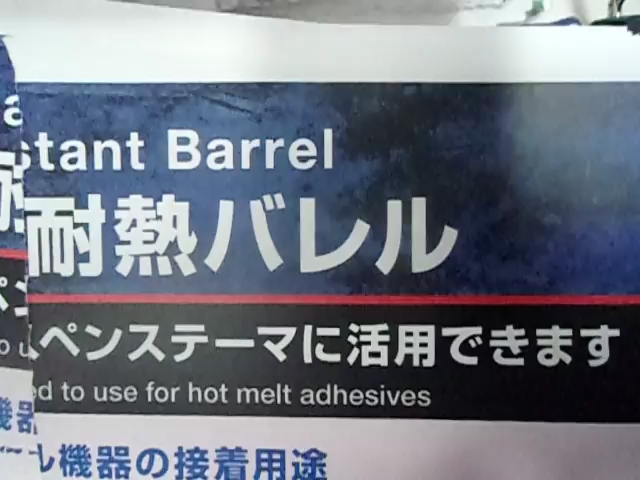 stant Barrel
耐熱バレル
ペンステーマに活用できます
ed to use for hot melt adhesives
機器の接着用途